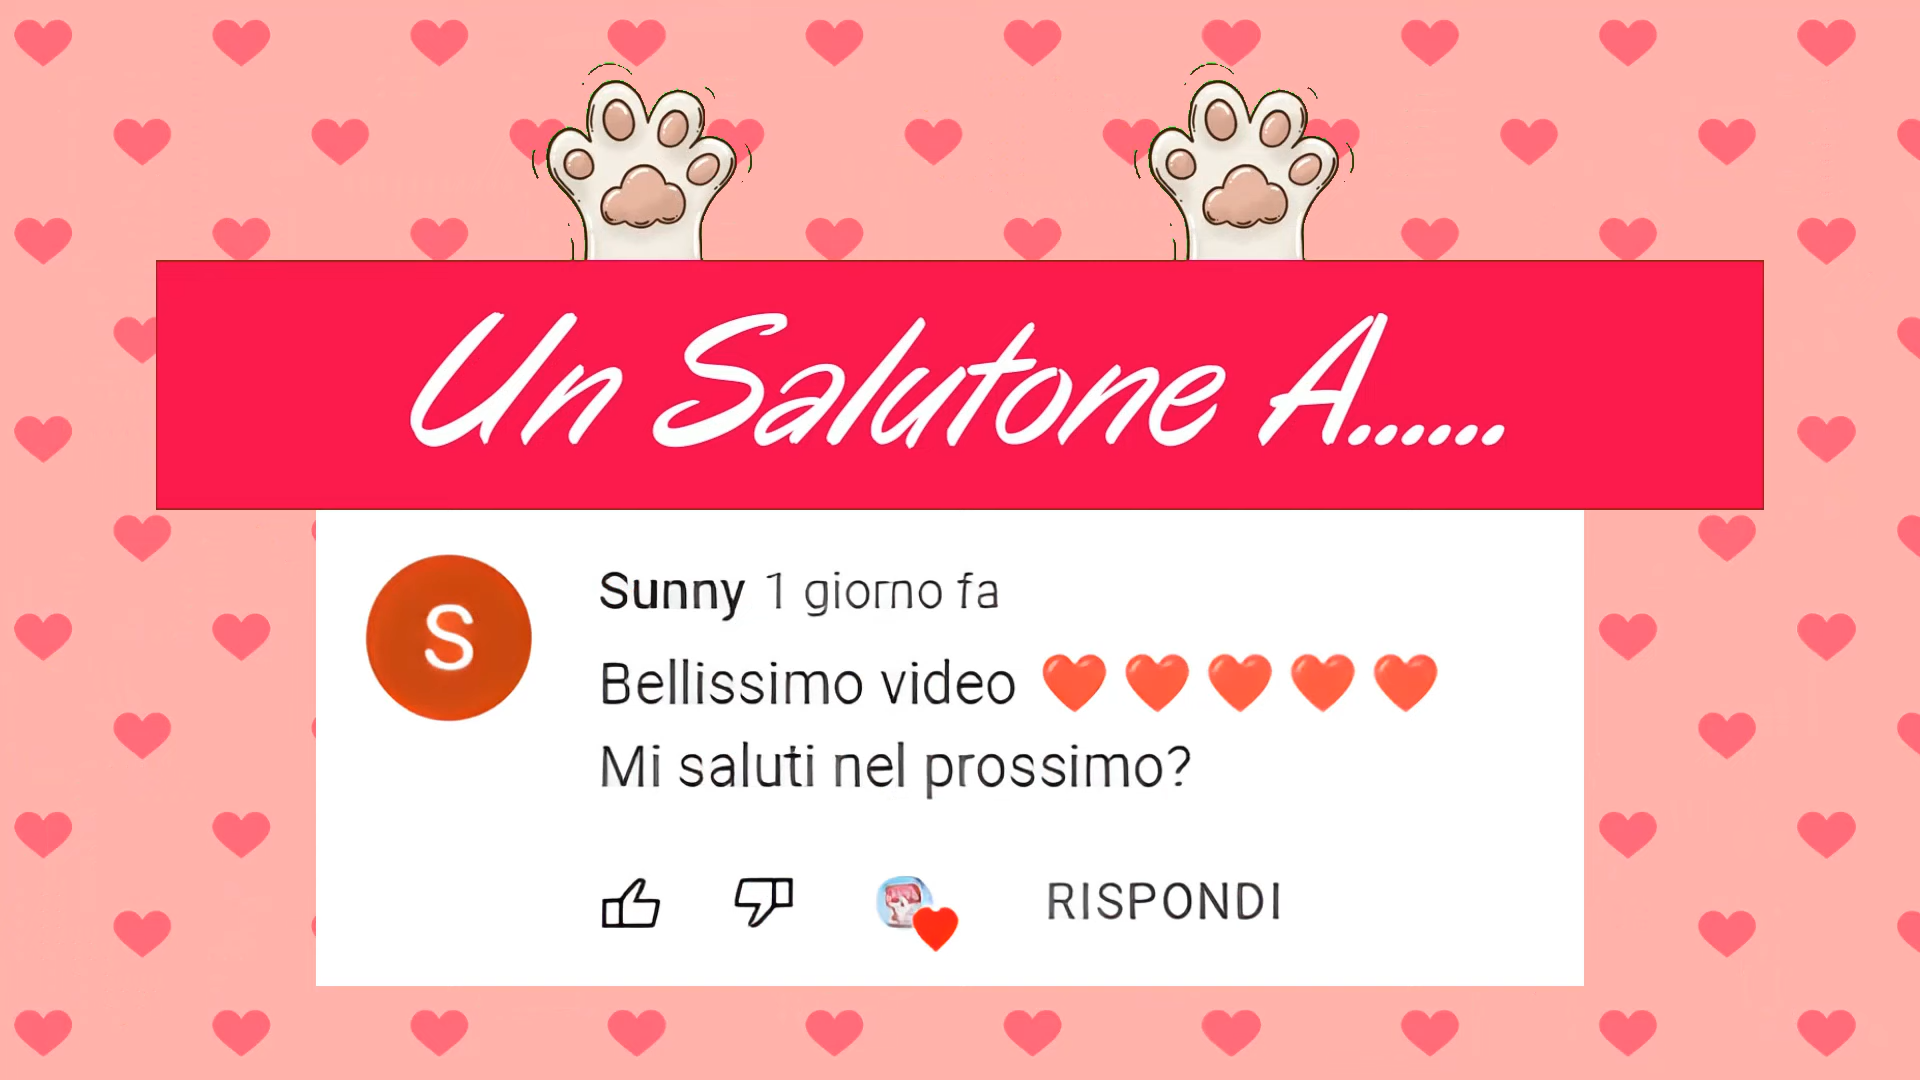 Un Salutone A......
S
Sunny 1 giorno fa
Bellissimo video ❤️ ❤️ ❤️ ❤️ ❤️
Mi saluti nel prossimo?
RISPONDI